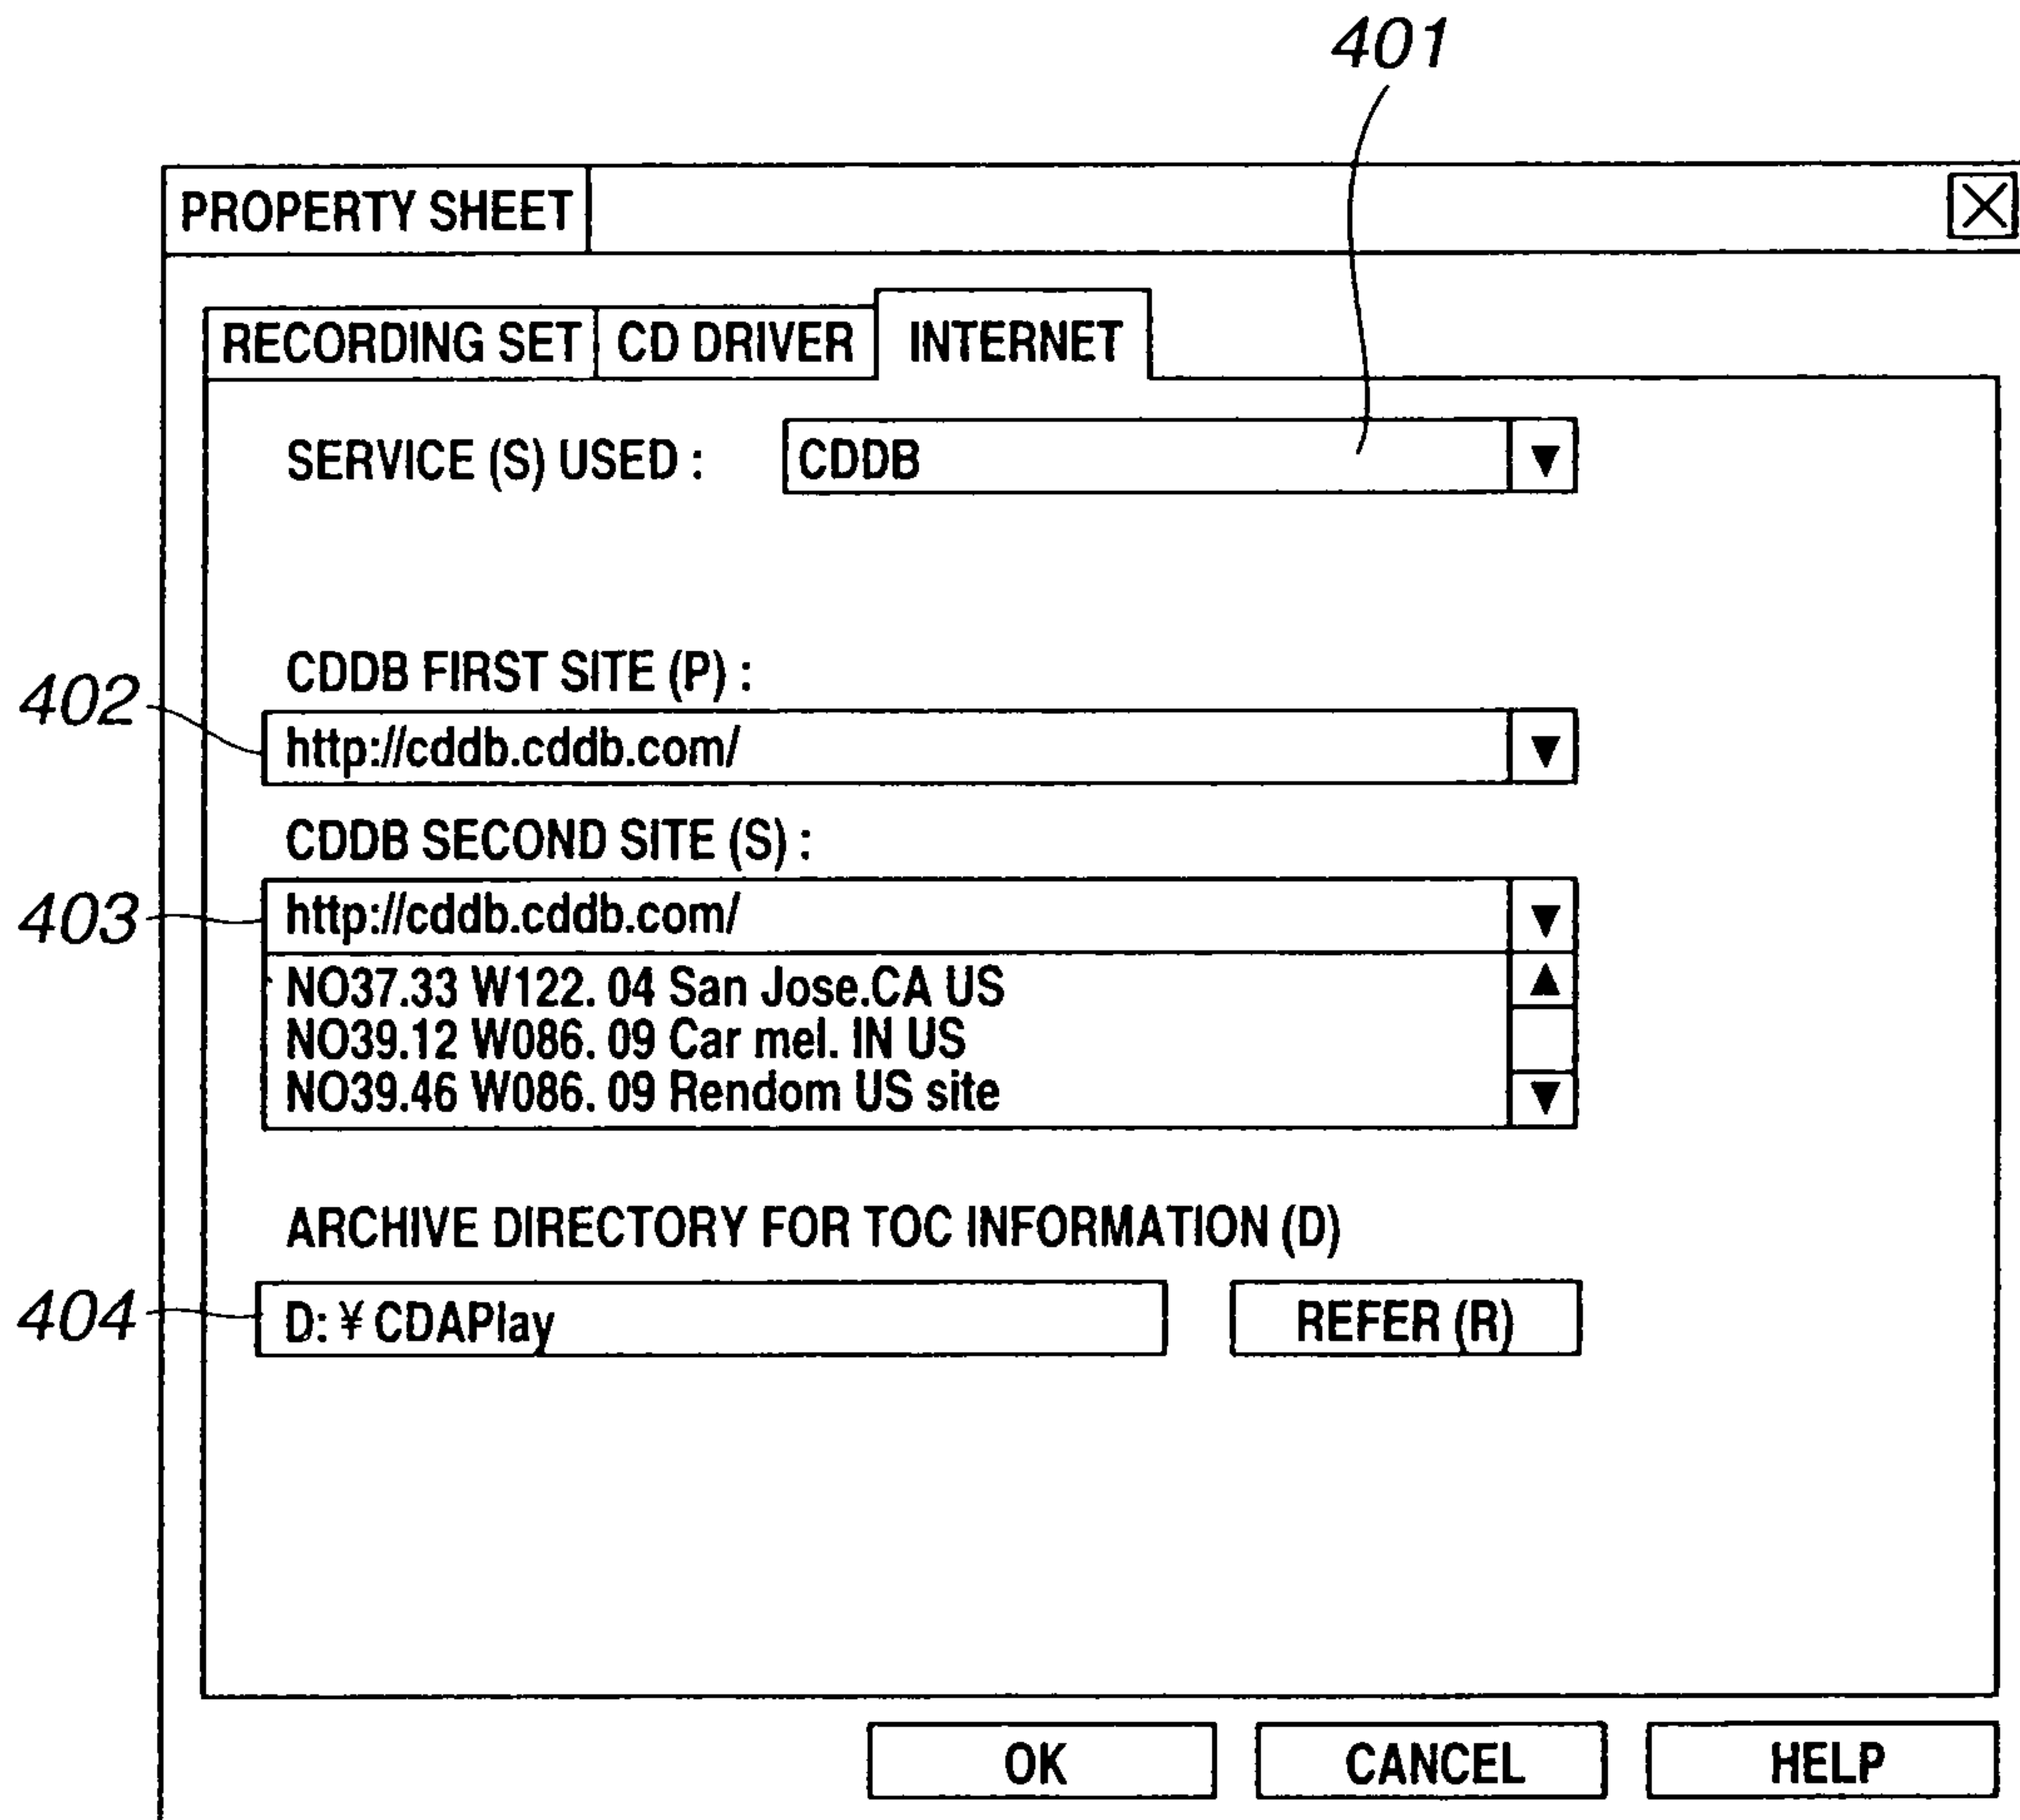 401
PROPERTY SHEET
RECORDING SET CD DRIVER INTERNET
SERVICE (S) USED : CDDB
CDDB FIRST SITE (P) :
402 http://cddb.cddb.com/
CDDB SECOND SITE (S) :
403 http://cddb.cddb.com/
NO37.33 W122. 04 San Jose.CA US
NO39.12 W086. 09 Car mel. IN US
NO39.46 W086. 09 Rendom US site
ARCHIVE DIRECTORY FOR TOC INFORMATION (D)
404 D: ¥ CDAPlay REFER (R)
OK CANCEL HELP